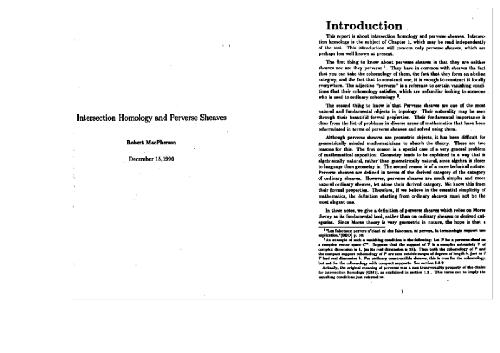 Intersection Homology and Perverse Sheaves
Robert MacPherson
December 15, 1990
Introduction
This report is about intersection homology and perverse sheaves. Intersec-
tion homology is the subject of Chapter 1, which may be read independently
of the rest. This introduction will concern only perverse sheaves, which are
perhaps less well known at present.
The first thing to know about perverse sheaves is that they are neither
sheaves nor are they perverse
They have in common with sheaves the fact
that you can take the cohomology of them, the fact that they form an abelian
category, and the fact that to construct one, it is enough to construct it locally
everywhere. The adjective "perverse" is a reference to certain vanishing condi-
tions that their cohomology satisfies, which are unfamiliar looking to someone
who is used to ordinary cohomology
The second thing to know is that Perverse sheaves are one of the most
natural and fundamental objects in topology. Their naturality may be seen
through their beautiful formal properties. Their fundamental importance is
clear from the list of problems in diverse areas of mathematics that have been
reformulated in terms of perverse sheaves and solved using them.
Although perverse sheaves are geometric objects, it has been difficult for
geometrically minded mathematicians to absorb the theory. There are two
reasons for this. The first reason is a special case of a very general problem
of mathematical exposition. Geometry tends to be explained in a way that is
algebraically natural, rather than geometrically natural, since algebra is closer
to language than geometry is. The second reason is of a more technical nature.
Perverse sheaves are defined in terms of the derived category of the category
of ordinary sheaves. However, perverse sheaves are much simpler and more
natural ordinary sheaves, let alone their derived category. We know this from
their formal properties. Therefore, if we believe in the essential simplicity of
mathematics, the definition starting from ordinary sheaves must not be the
most elegant one.
In these notes, we give a definition of perverse sheaves which relies on Morse
theory as its fundamental tool, rather than on ordinary sheaves or derived cat-
egories. Since Morse theory is very geometric in nature, the hope is that a